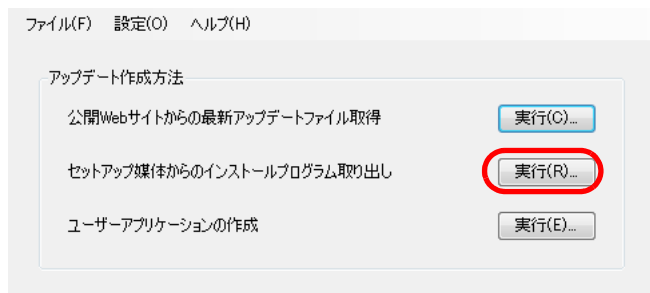 ファイル(F) 設定(O) ヘルプ(H)
アップデート作成方法
公開Webサイトからの最新アップデートファイル取得 実行(C)...
セットアップ媒体からのインストールプログラム取り出し 実行(R)...
ユーザーアプリケーションの作成 実行(E)...